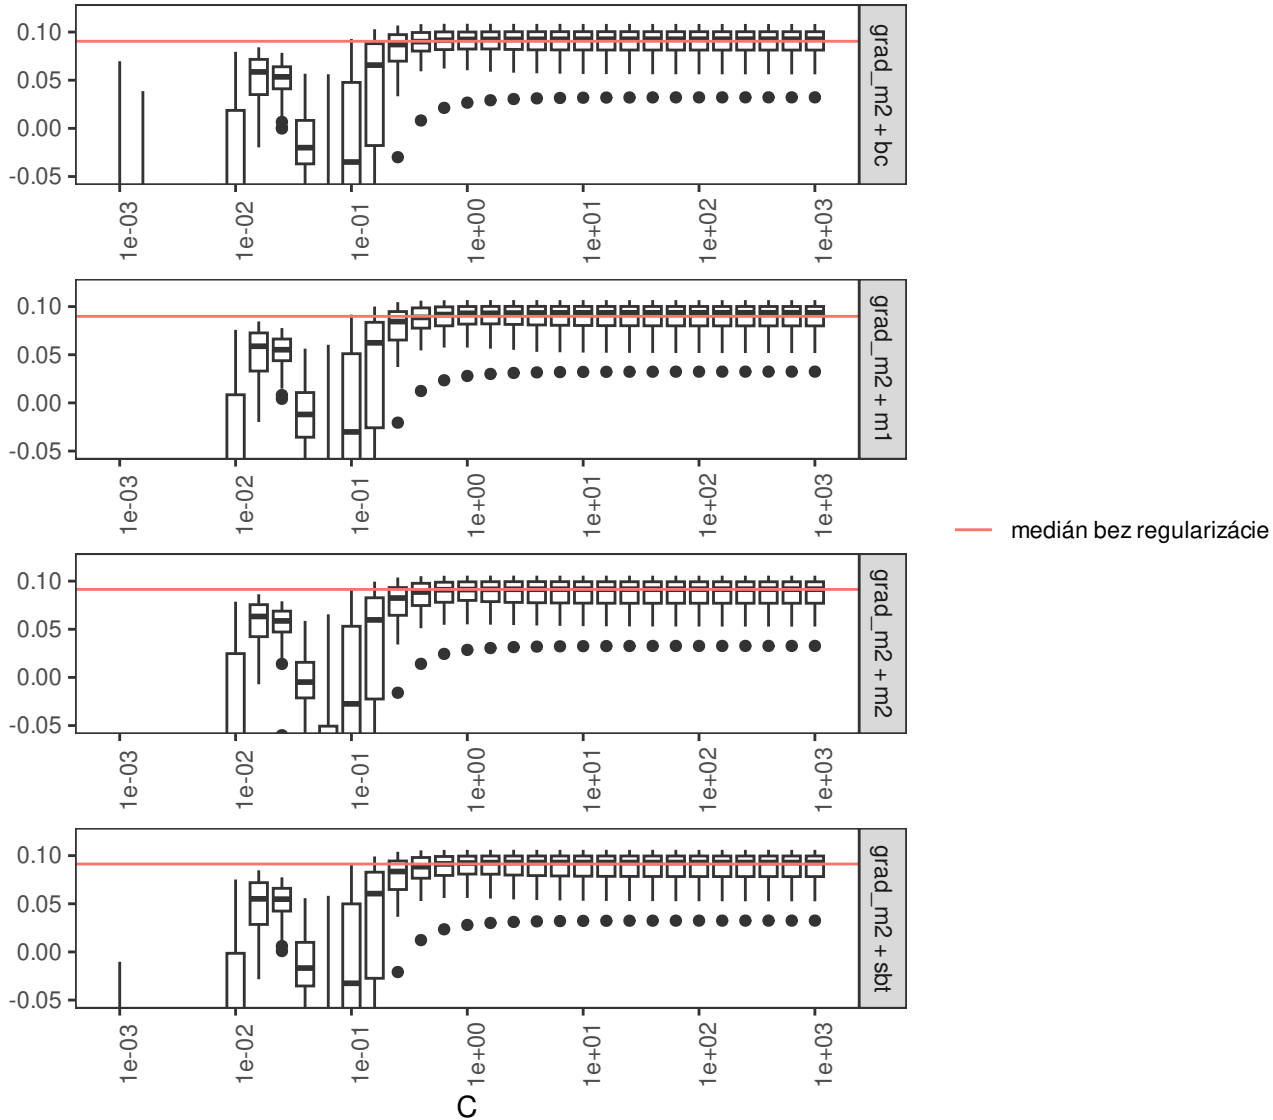 0.10
0.05
0.00
-0.05
grad_m2 + bc
1e-03
1e-02
1e-01
1e+00
1e+01
1e+02
1e+03
0.10
0.05
0.00
-0.05
grad_m2 + m1
1e-03
1e-02
1e-01
1e+00
1e+01
1e+02
1e+03
medián bez regularizácie
0.10
0.05
0.00
-0.05
grad_m2 + m2
1e-03
1e-02
1e-01
1e+00
1e+01
1e+02
1e+03
0.10
0.05
0.00
-0.05
grad_m2 + sbt
1e-03
1e-02
1e-01
1e+00
1e+01
1e+02
1e+03
C